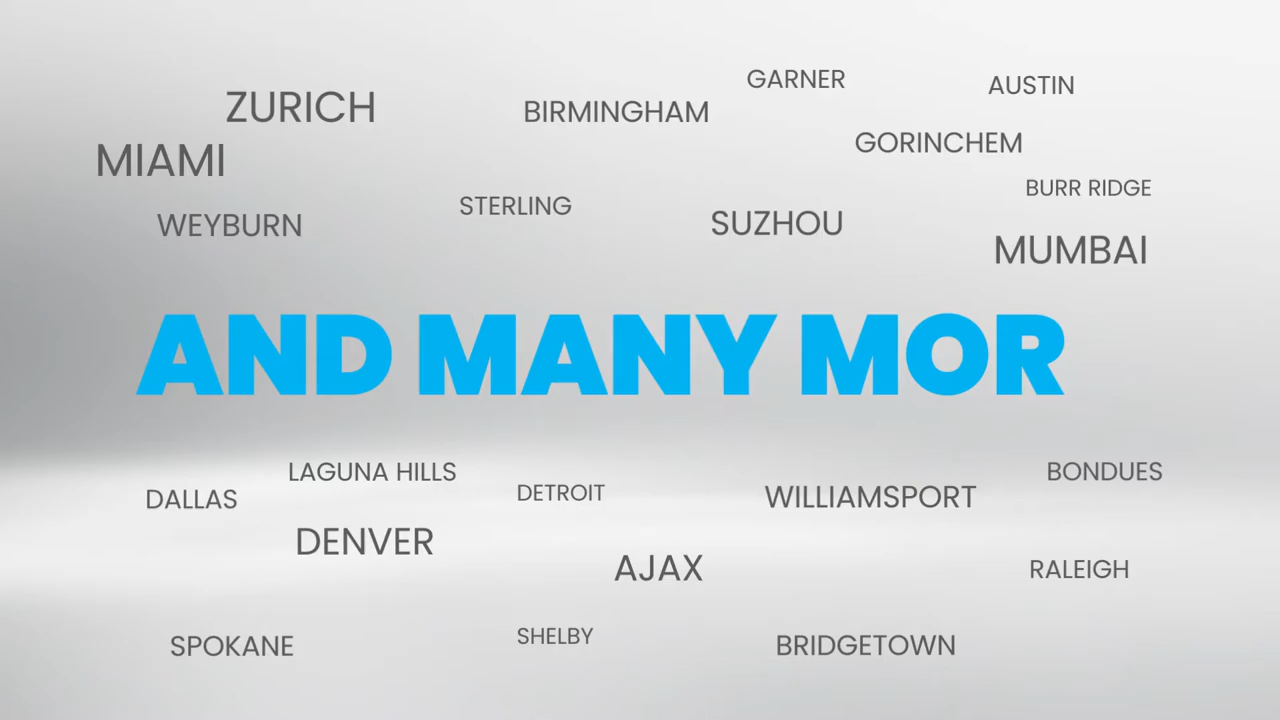 GARNER
AUSTIN
ZURICH
BIRMINGHAM
GORINCHEM
MIAMI
BURR RIDGE
STERLING
WEYBURN
SUZHOU
MUMBAI
AND MANY MOR
LAGUNA HILLS
BONDUES
DALLAS
DETROIT
WILLIAMSPORT
DENVER
AJAX
RALEIGH
SPOKANE
SHELBY
BRIDGETOWN